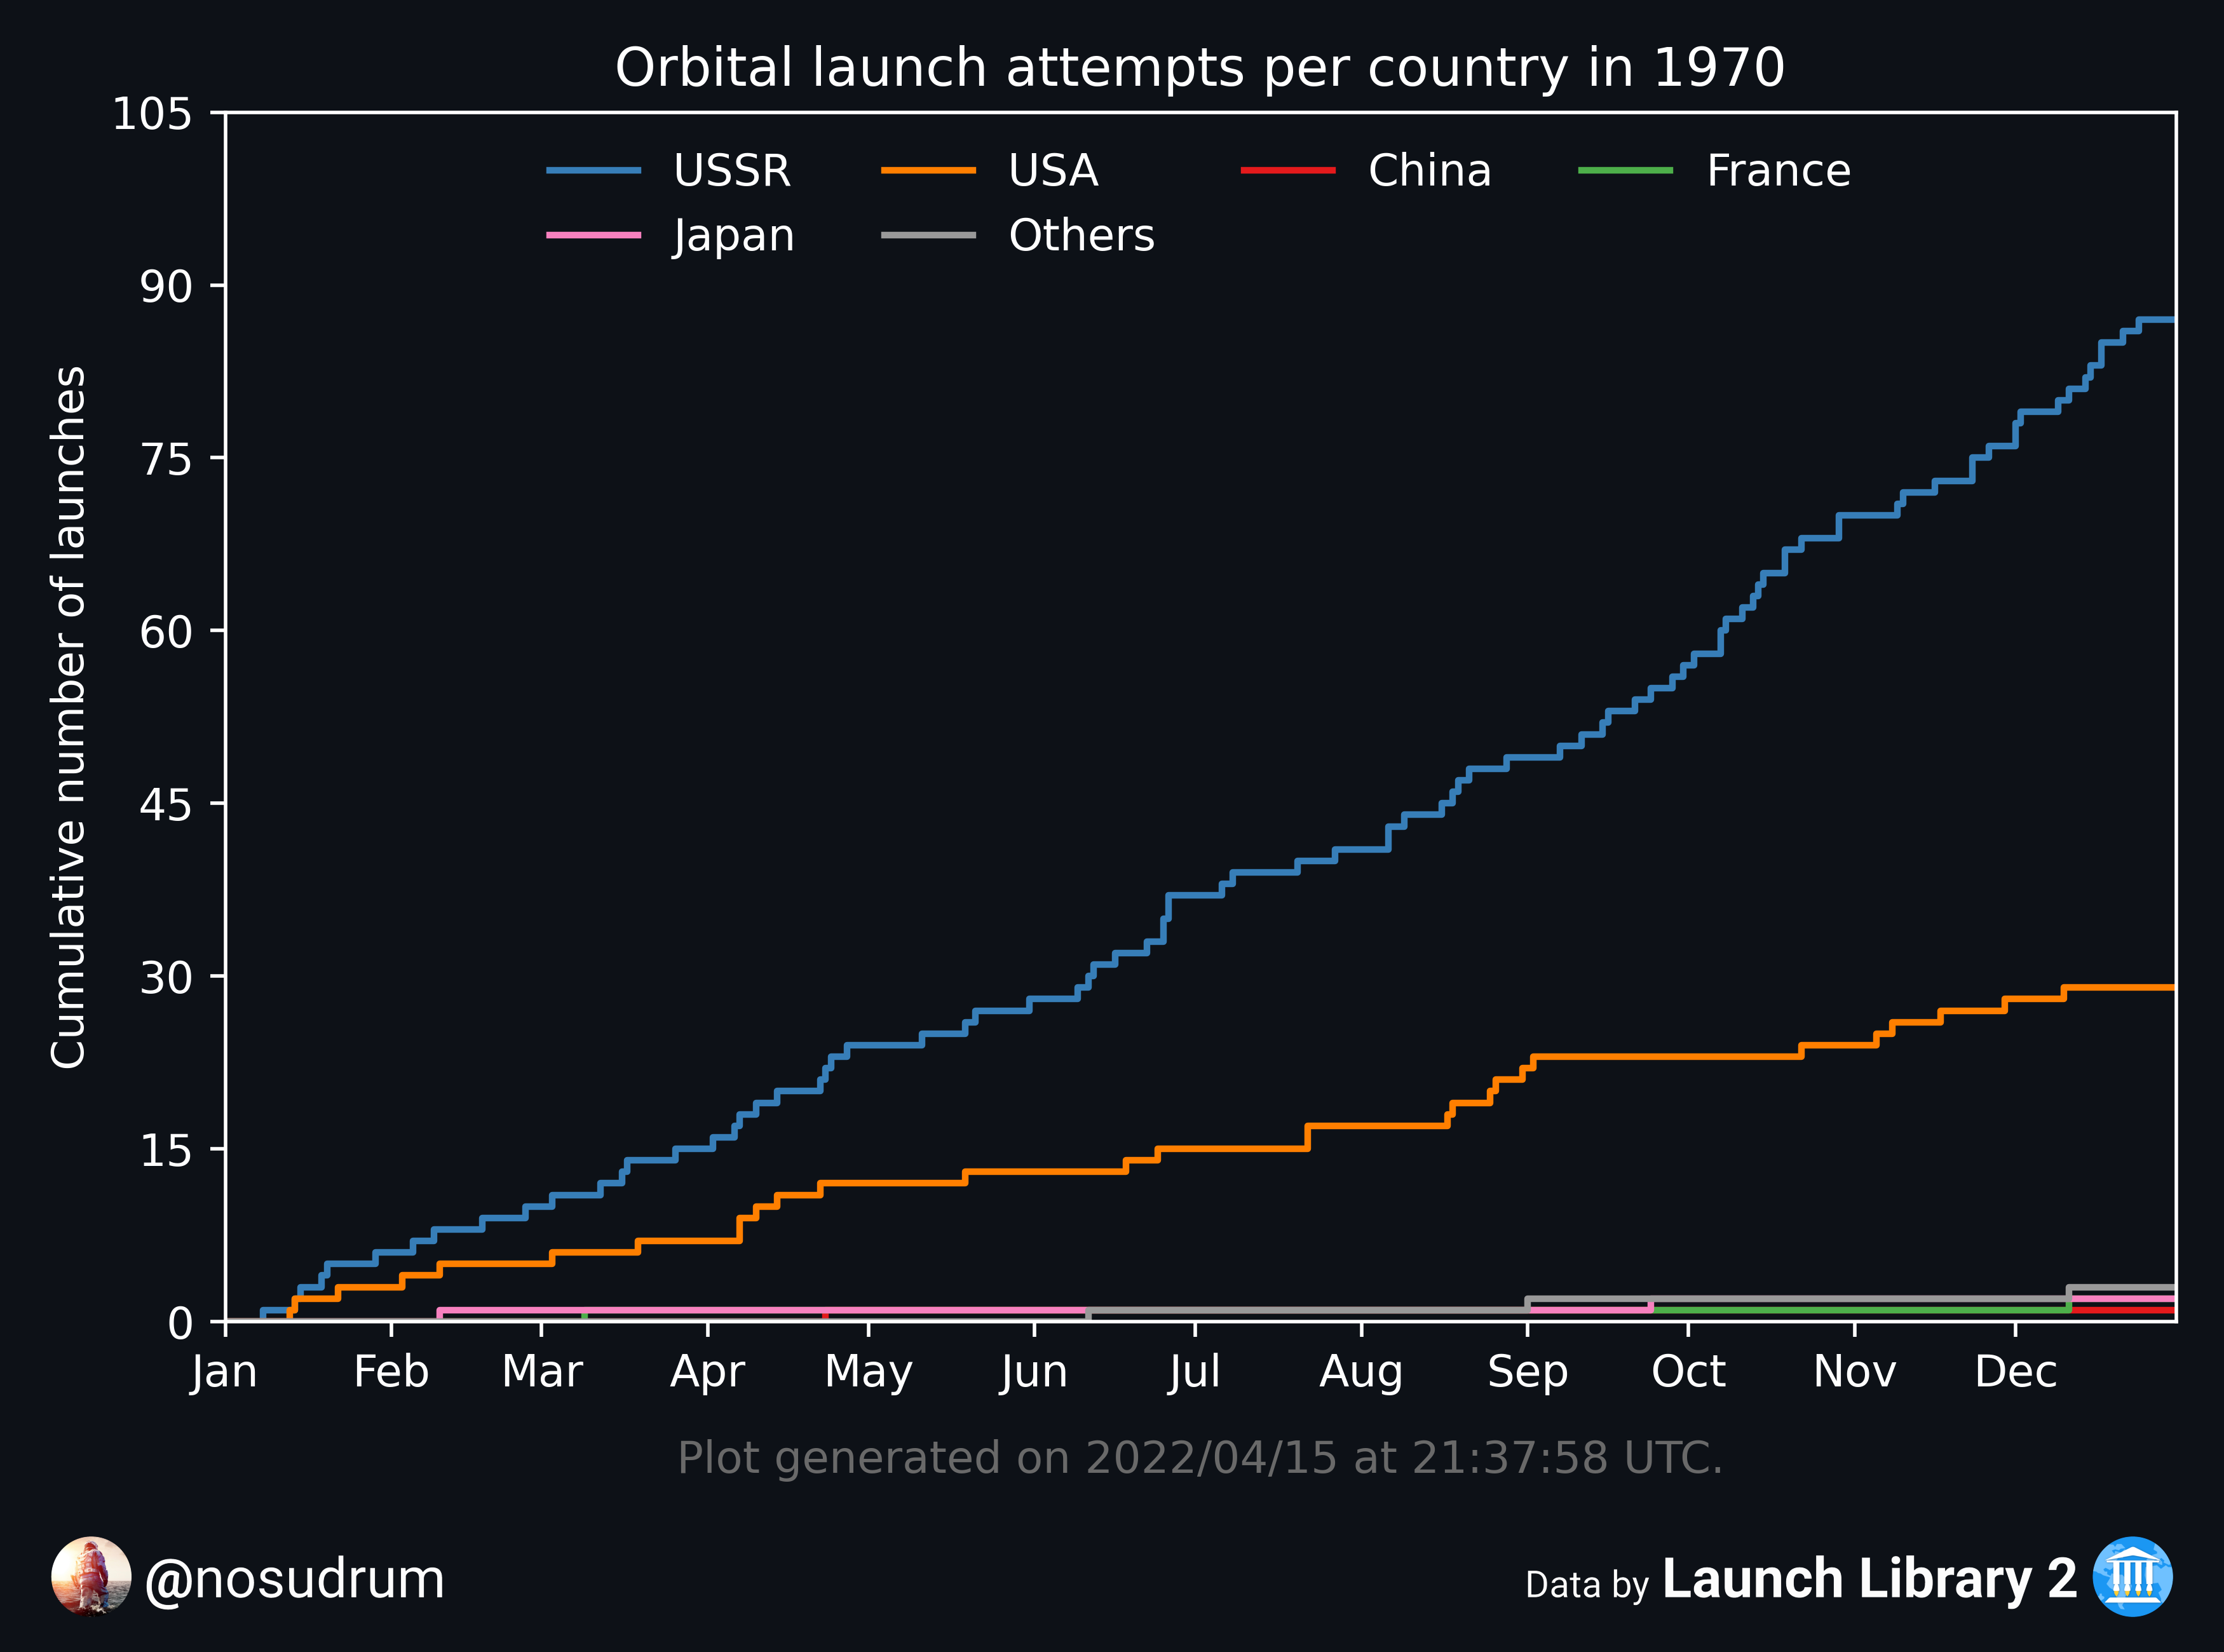 Orbital launch attempts per country in 1970
105
USSR USA China France
Japan Others
90
75
60
45
30
15
0
Cumulative number of launches
Jan Feb Mar Apr May Jun Jul Aug Sep Oct Nov Dec
Plot generated on 2022/04/15 at 21:37:58 UTC.
@nosudrum
Data by Launch Library 2